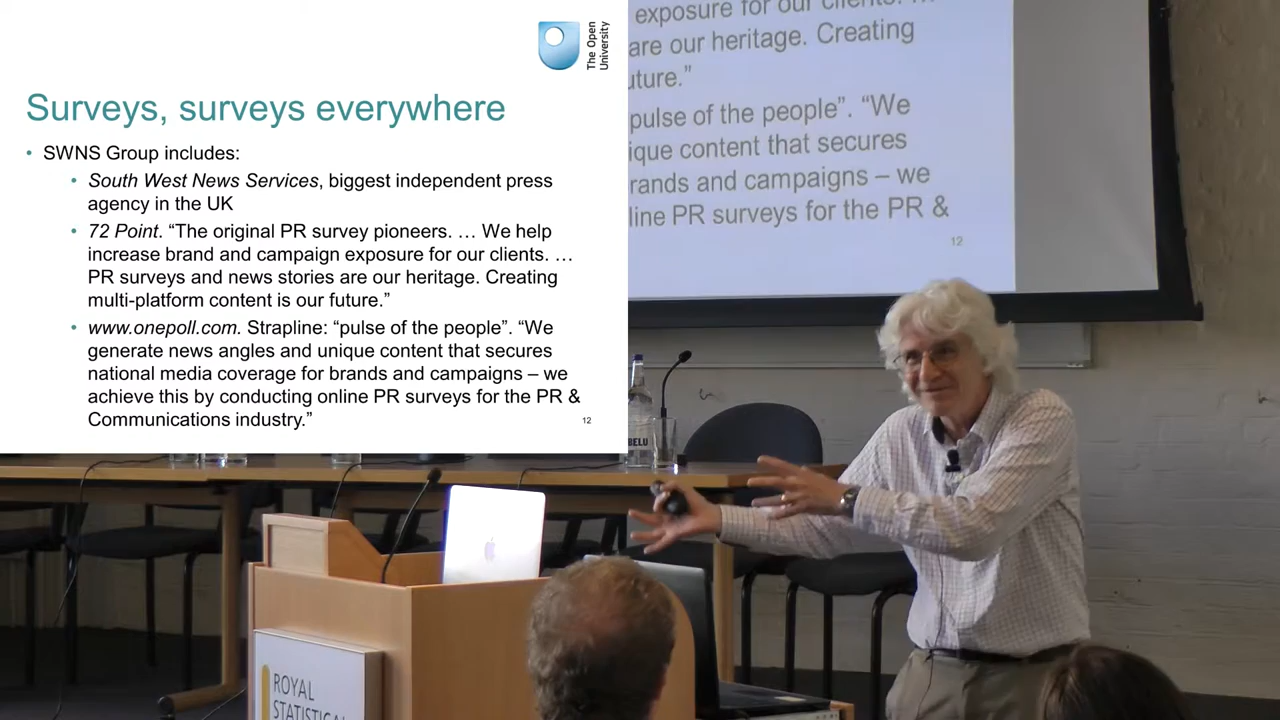 The Open
University
Surveys, surveys everywhere
• SWNS Group includes:
• South West News Services, biggest independent press
agency in the UK
• 72 Point. “The original PR survey pioneers. … We help
increase brand and campaign exposure for our clients. …
PR surveys and news stories are our heritage. Creating
multi-platform content is our future.”
• www.onepoll.com. Strapline: “pulse of the people”. “We
generate news angles and unique content that secures
national media coverage for brands and campaigns – we
achieve this by conducting online PR surveys for the PR &
Communications industry.”
12
exposure for our clients. …
are our heritage. Creating
uture.”
pulse of the people”. “We
ique content that secures
rands and campaigns – we
line PR surveys for the PR &
12
BELU
ROYAL
STATISTICAL